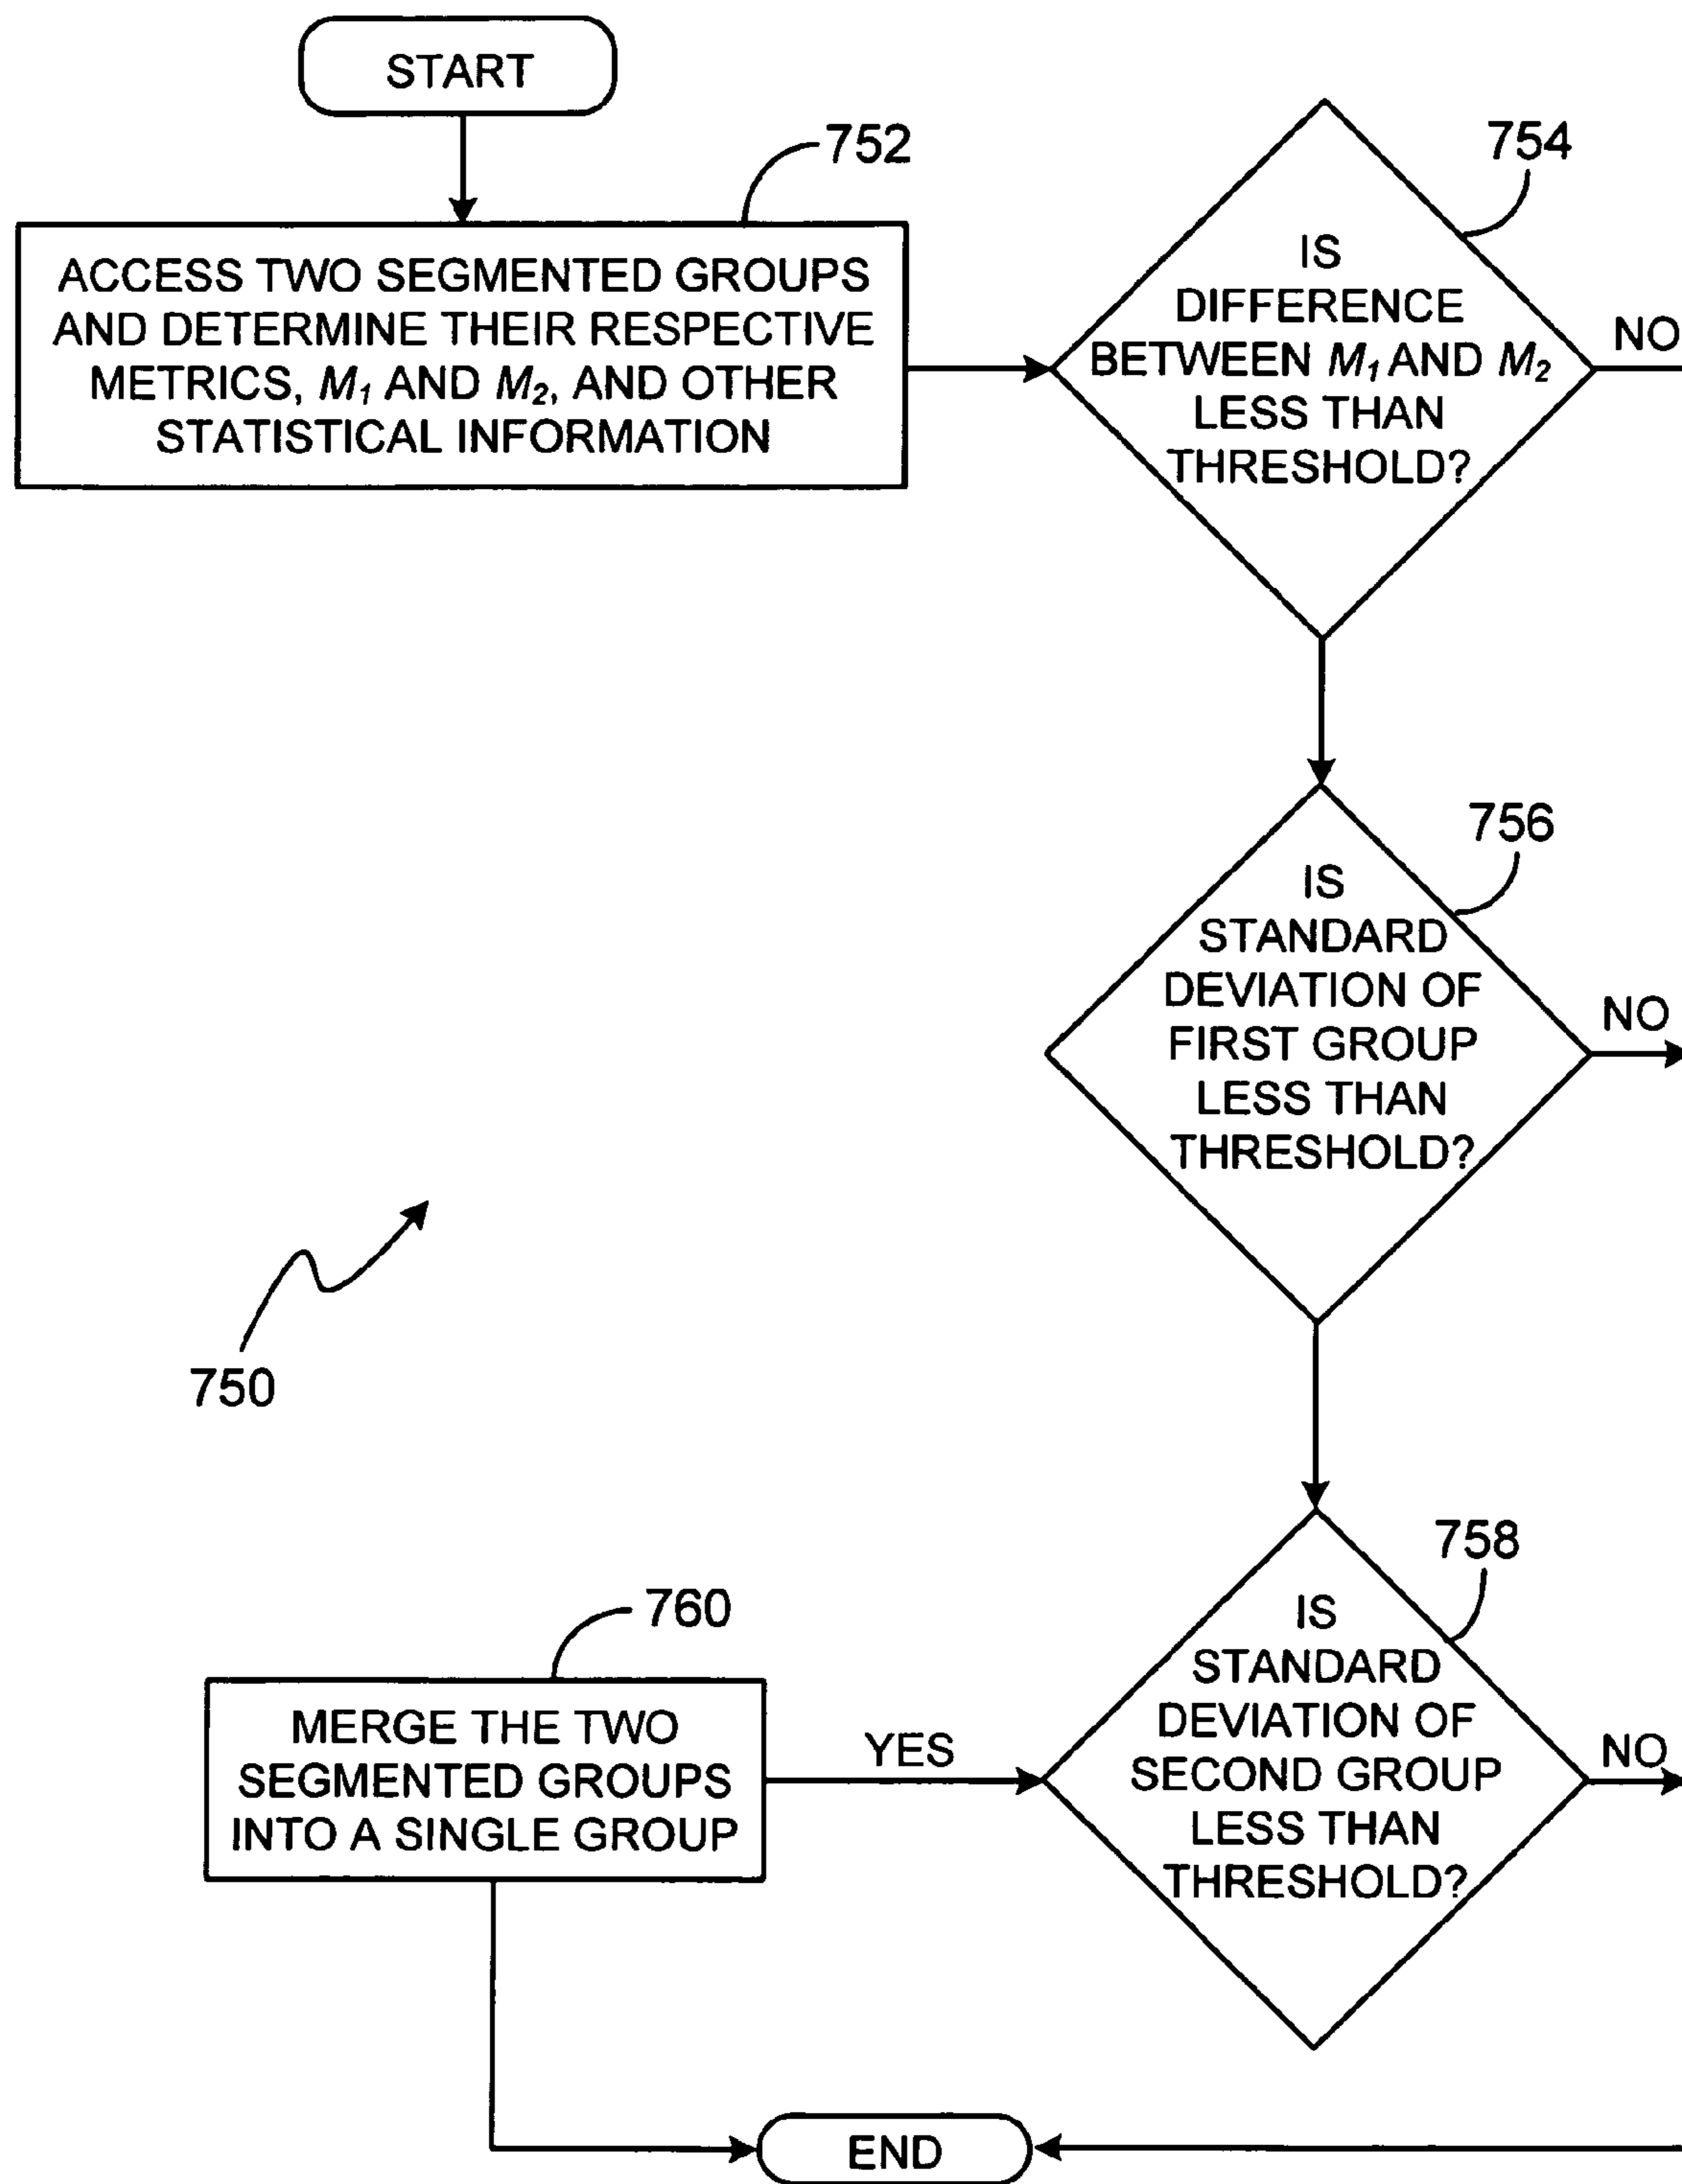 START
752
ACCESS TWO SEGMENTED GROUPS
AND DETERMINE THEIR RESPECTIVE
METRICS, M₁ AND M₂, AND OTHER
STATISTICAL INFORMATION
754
IS
DIFFERENCE
BETWEEN M₁ AND M₂
LESS THAN
THRESHOLD?
NO
756
IS
STANDARD
DEVIATION OF
FIRST GROUP
LESS THAN
THRESHOLD?
NO
750
758
IS
STANDARD
DEVIATION OF
SECOND GROUP
LESS THAN
THRESHOLD?
NO
YES
760
MERGE THE TWO
SEGMENTED GROUPS
INTO A SINGLE GROUP
END